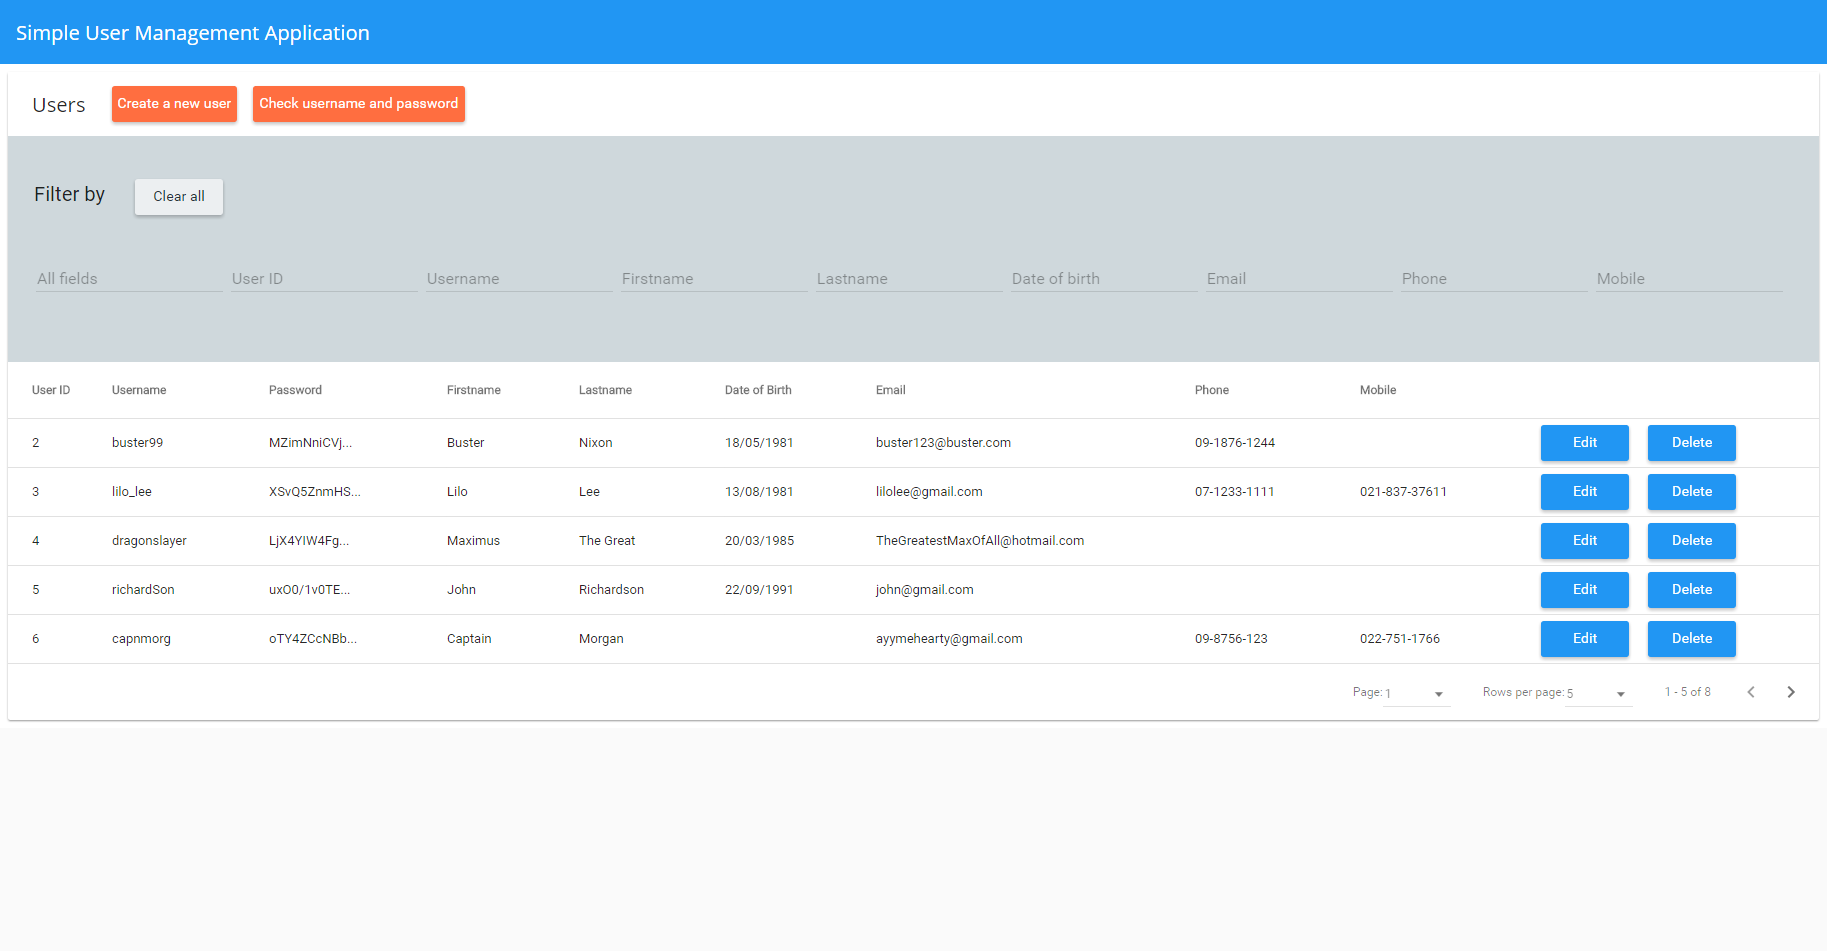 Simple User Management Application
Users Create a new user Check username and password
Filter by Clear all
All fields User ID Username Firstname Lastname Date of birth Email Phone Mobile
User ID Username Password Firstname Lastname Date of Birth Email Phone Mobile
2 buster99 MZimNniCVj... Buster Nixon 18/05/1981 buster123@buster.com 09-1876-1244 Edit Delete
3 lilo_lee XSvQ5ZnmHS... Lilo Lee 13/08/1981 lilolee@gmail.com 07-1233-1111 021-837-37611 Edit Delete
4 dragonslayer LjX4YIW4Fg... Maximus The Great 20/03/1985 TheGreatestMaxOfAll@hotmail.com Edit Delete
5 richardSon uxO0/1v0TE... John Richardson 22/09/1991 john@gmail.com Edit Delete
6 capnmorg oTY4ZCcNBb... Captain Morgan ayymehearty@gmail.com 09-8756-123 022-751-1766 Edit Delete
Page: 1 Rows per page: 5 1 - 5 of 8